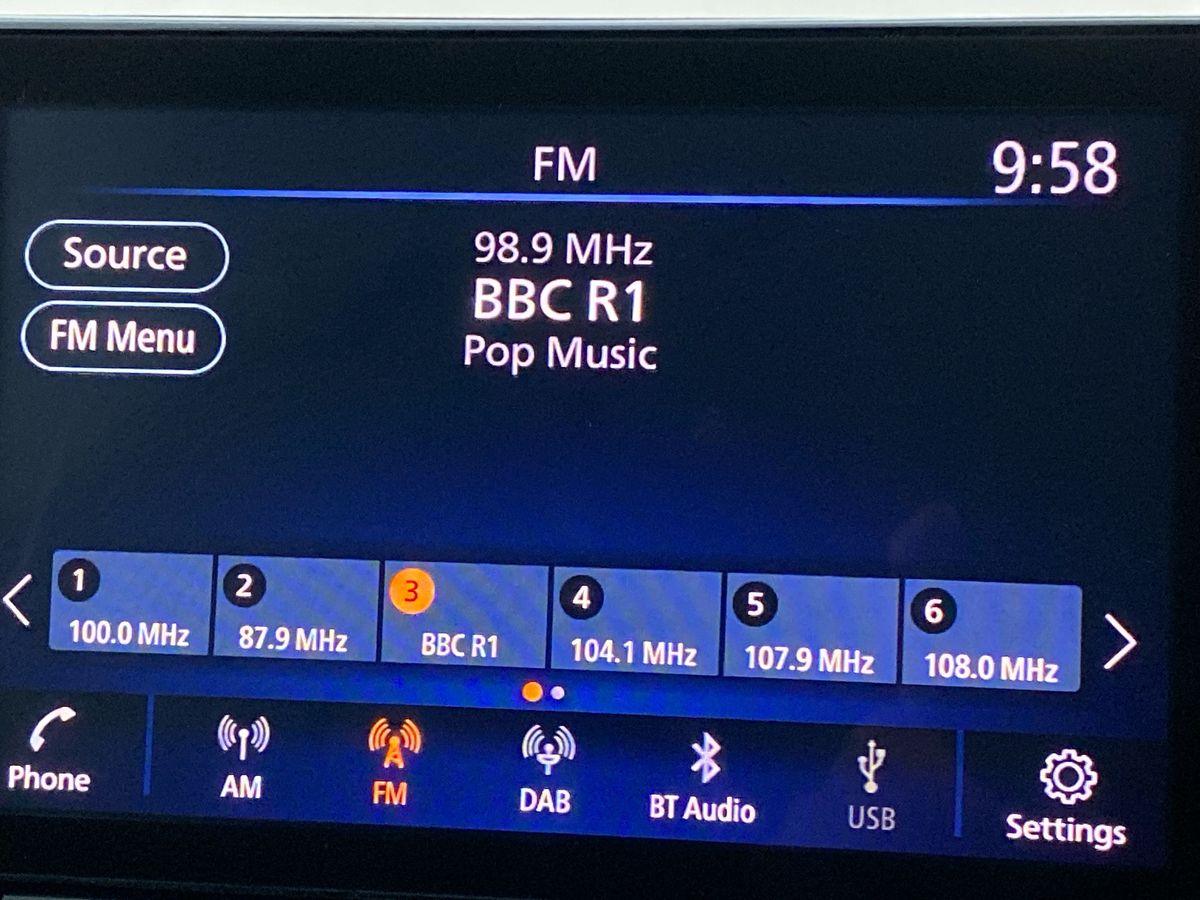 FM
9:58
Source
98.9 MHz
BBC R1
FM Menu
Pop Music
1
2
3
4
5
6
100.0 MHz
87.9 MHz
BBC R1
104.1 MHz
107.9 MHz
108.0 MHz
Phone
AM
FM
DAB
BT Audio
USB
Settings